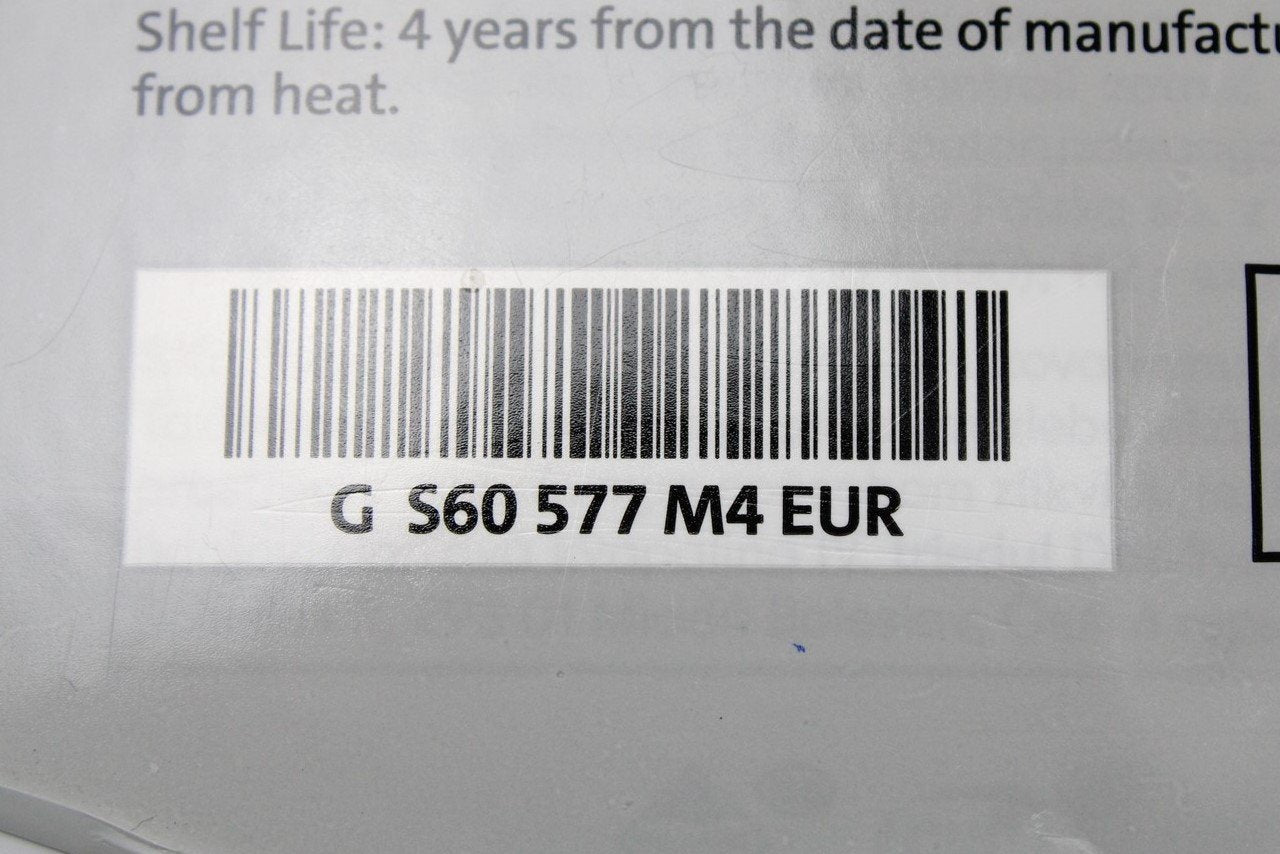 Shelf Life: 4 years from the date of
from heat.
G S60 577 M4 EUR